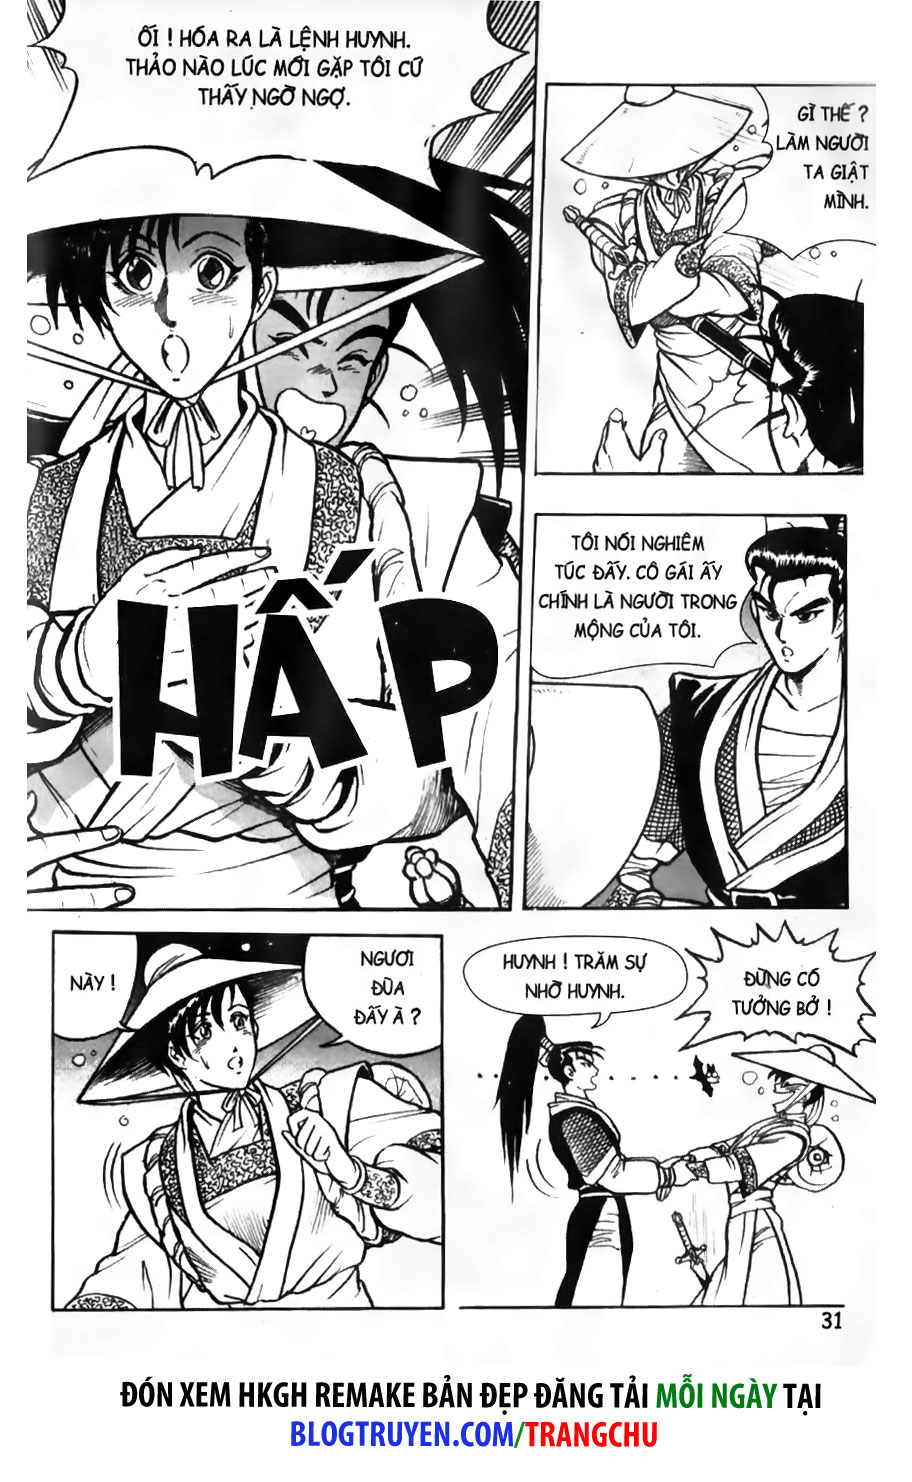 ỐI ! HÓA RA LÀ LỆNH HUYNH.
THẢO NÀO LÚC MỚI GẶP TÔI CỨ
THẤY NGỜ NGỢ.
HẤP
GÌ THẾ ?
LÀM NGƯỜI
TA GIẬT
MÌNH.
TÔI NÓI NGHIÊM
TÚC ĐẤY. CÔ GÁI ẤY
CHÍNH LÀ NGƯỜI TRONG
MỘNG CỦA TÔI.
NÀY !
NGƯƠI
ĐÙA
ĐẤY À ?
HUYNH ! TRĂM SỰ
NHỜ HUYNH.
ĐỪNG CÓ
TƯỞNG BỞ !
31
ĐÓN XEM HKGH REMAKE BẢN ĐẸP ĐĂNG TẢI MỖI NGÀY TẠI
BLOGTRUYEN.COM/TRANGCHU